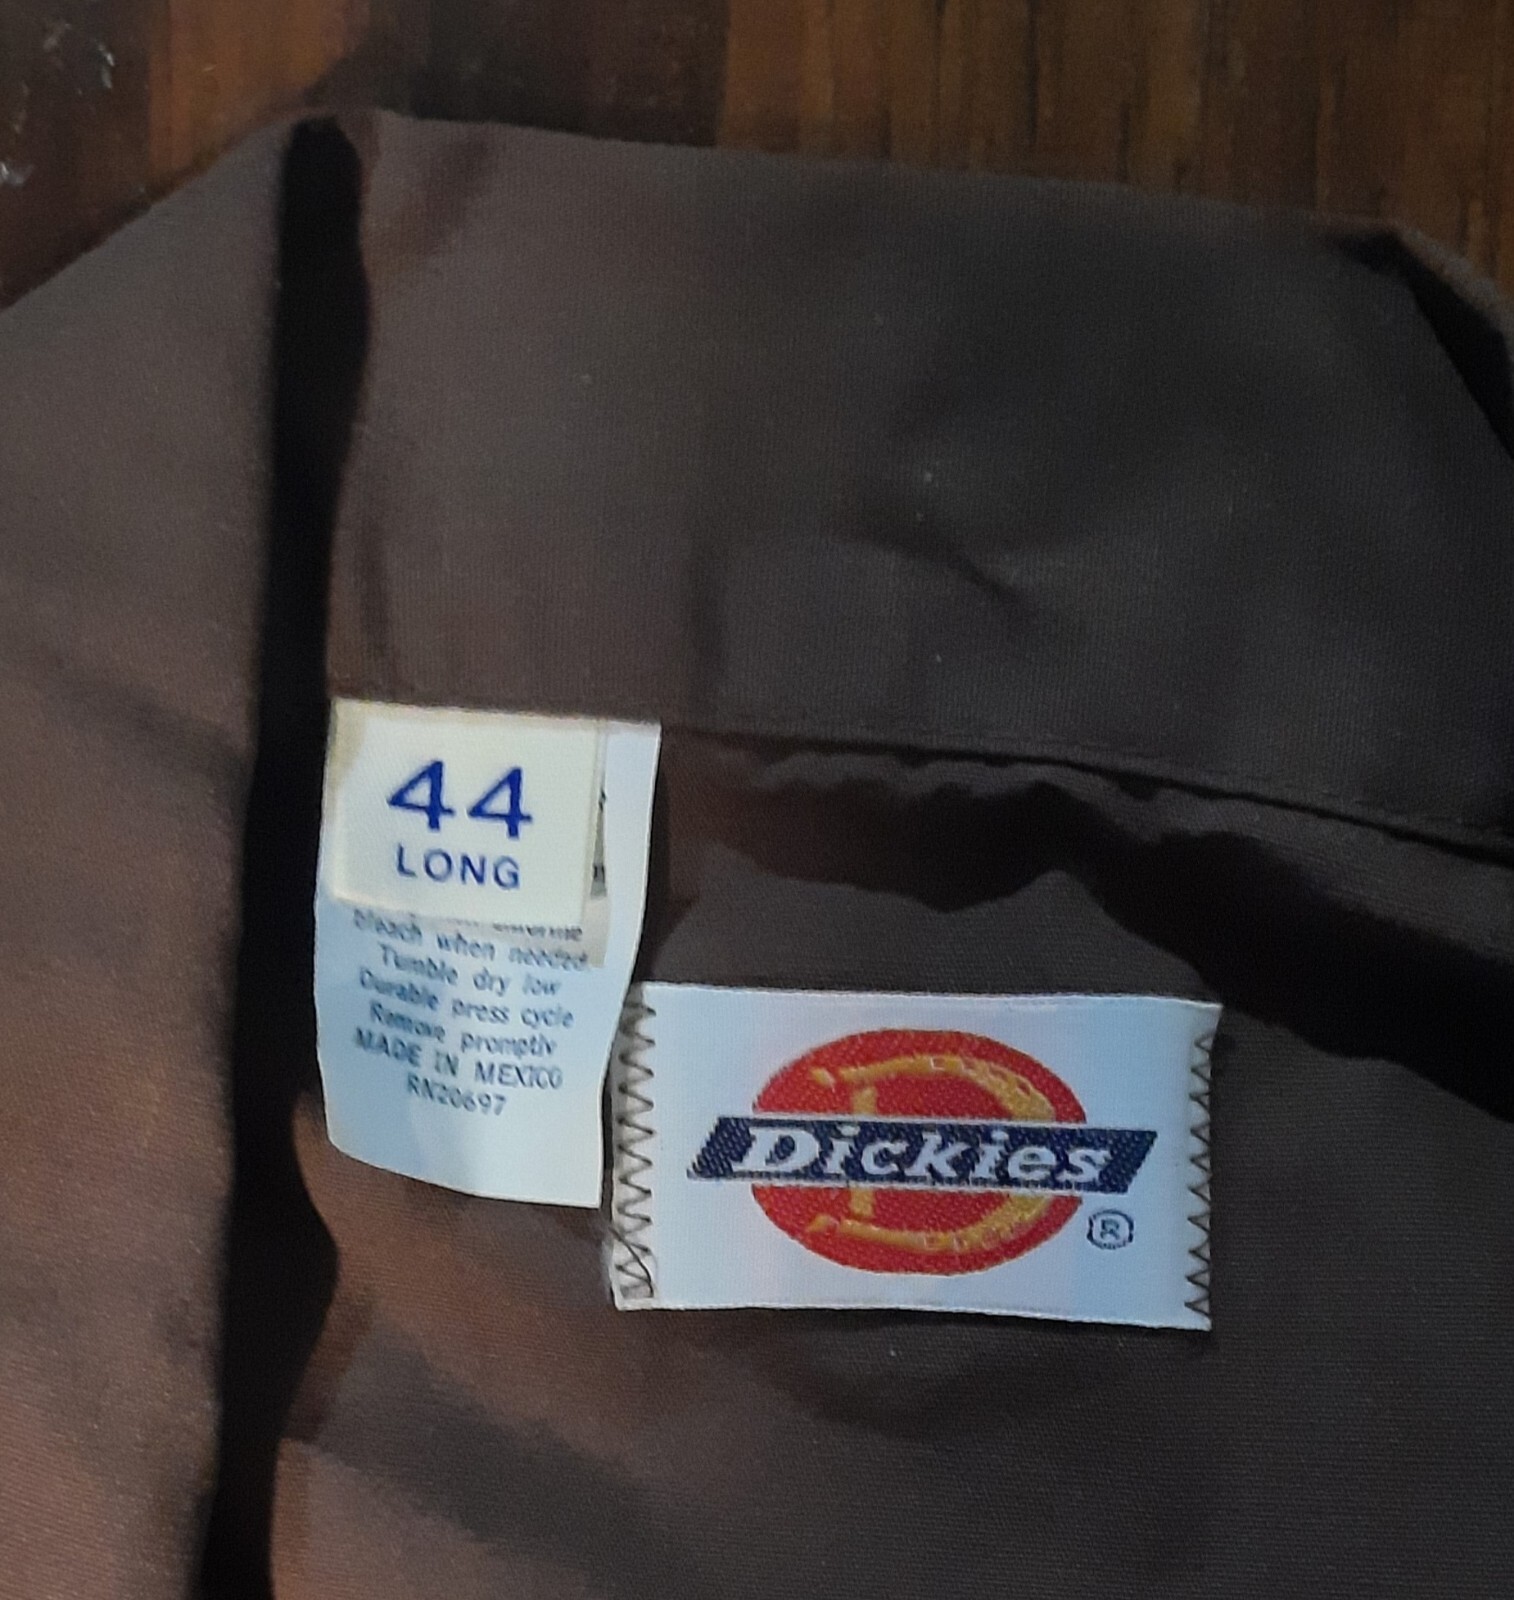 44
LONG
bleach when needed
Tumble dry low
Durable press cycle
Remove promptly
MADE IN MEXICO
RN20697
Dickies
®